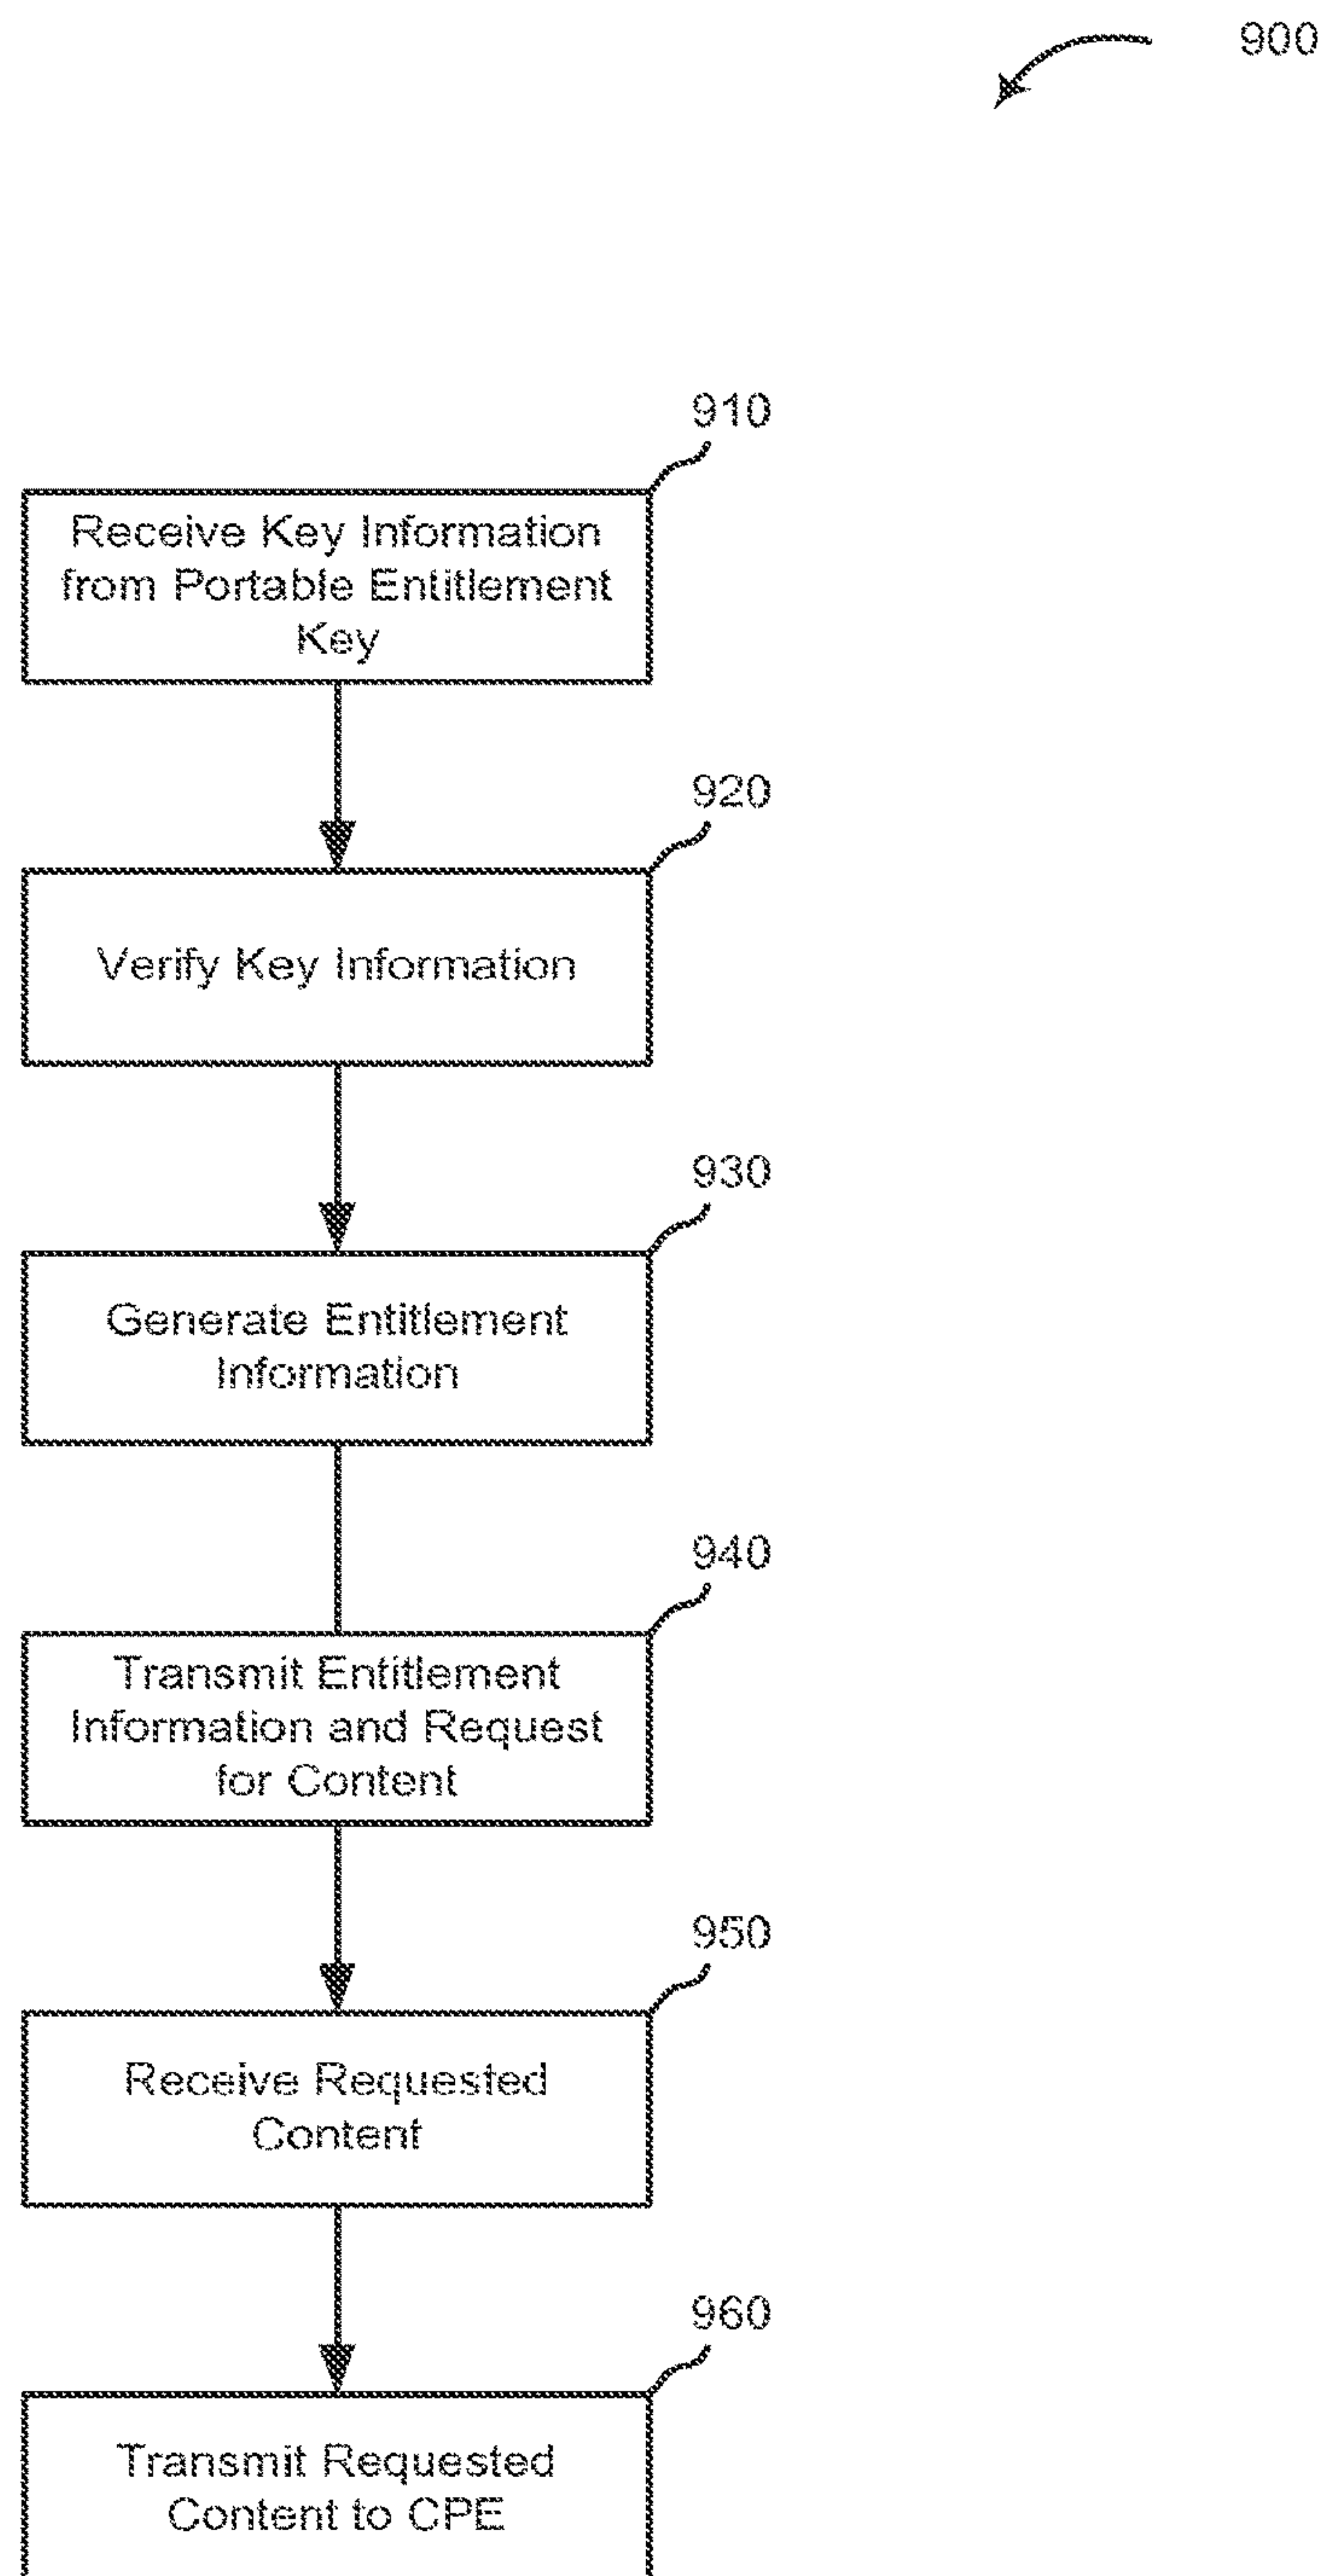 900
910
Receive Key Information
from Portable Entitlement
Key
920
Verify Key Information
930
Generate Entitlement
Information
940
Transmit Entitlement
Information and Request
for Content
950
Receive Requested
Content
960
Transmit Requested
Content to CPE